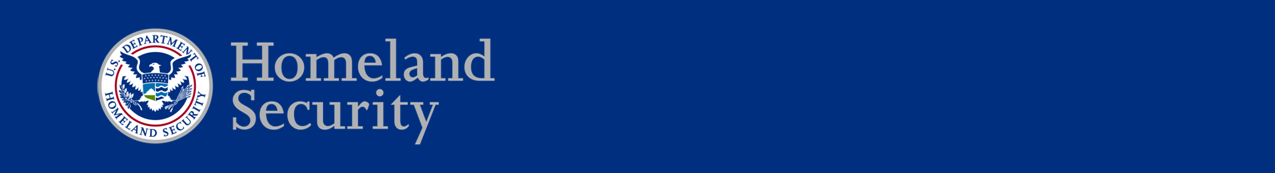 U.S. DEPARTMENT OF
HOMELAND SECURITY
Homeland
Security